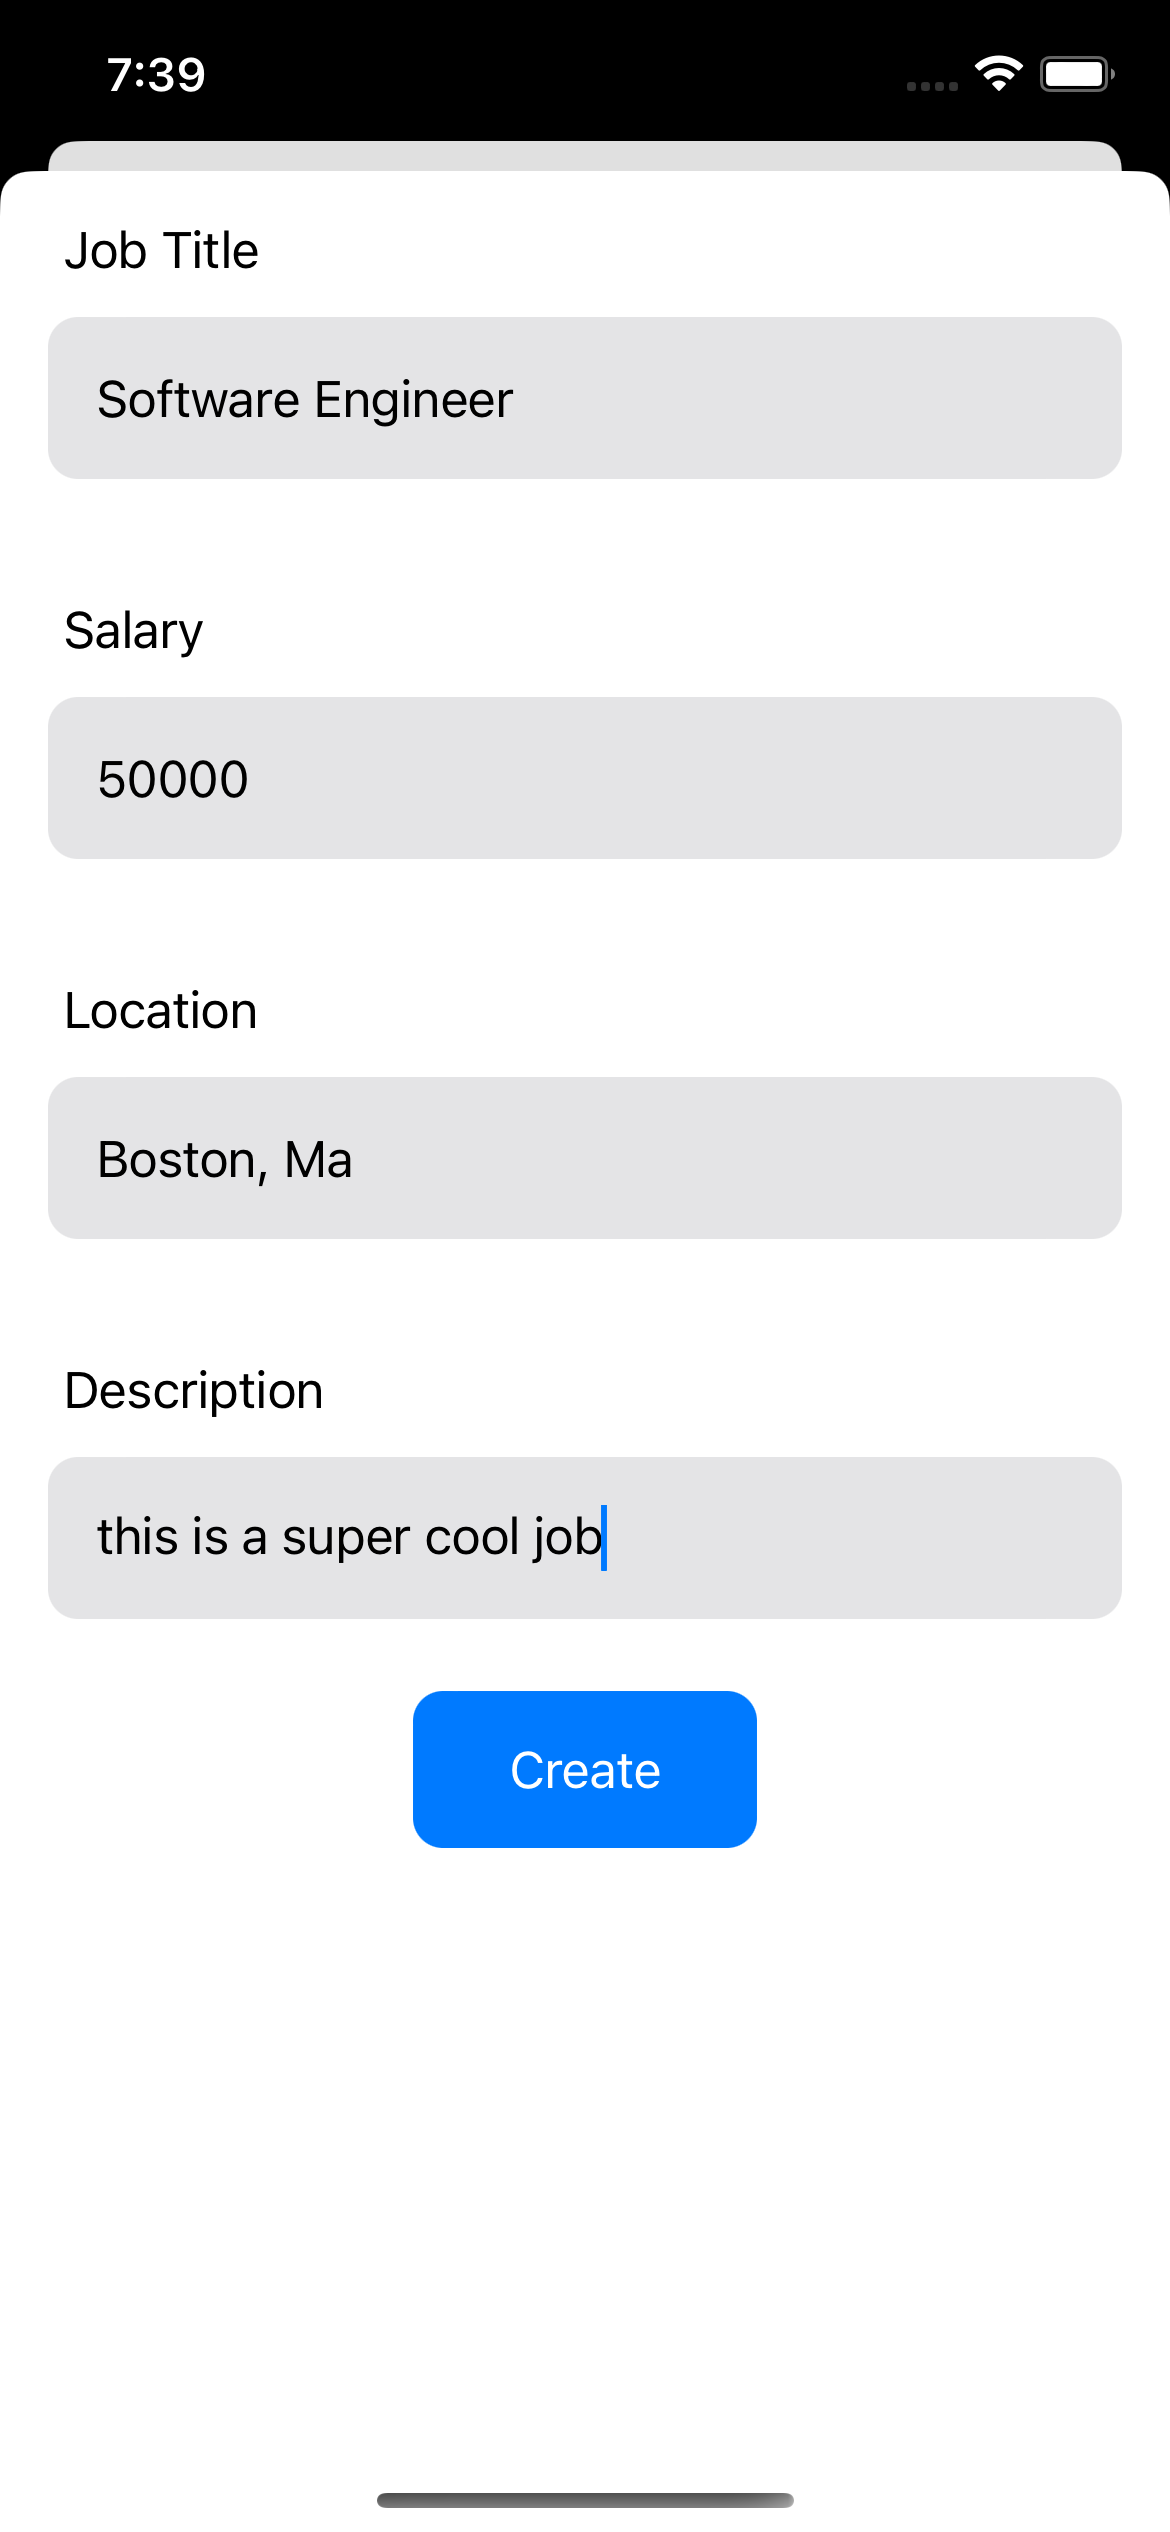 7:39
Job Title
Software Engineer
Salary
50000
Location
Boston, Ma
Description
this is a super cool job
Create